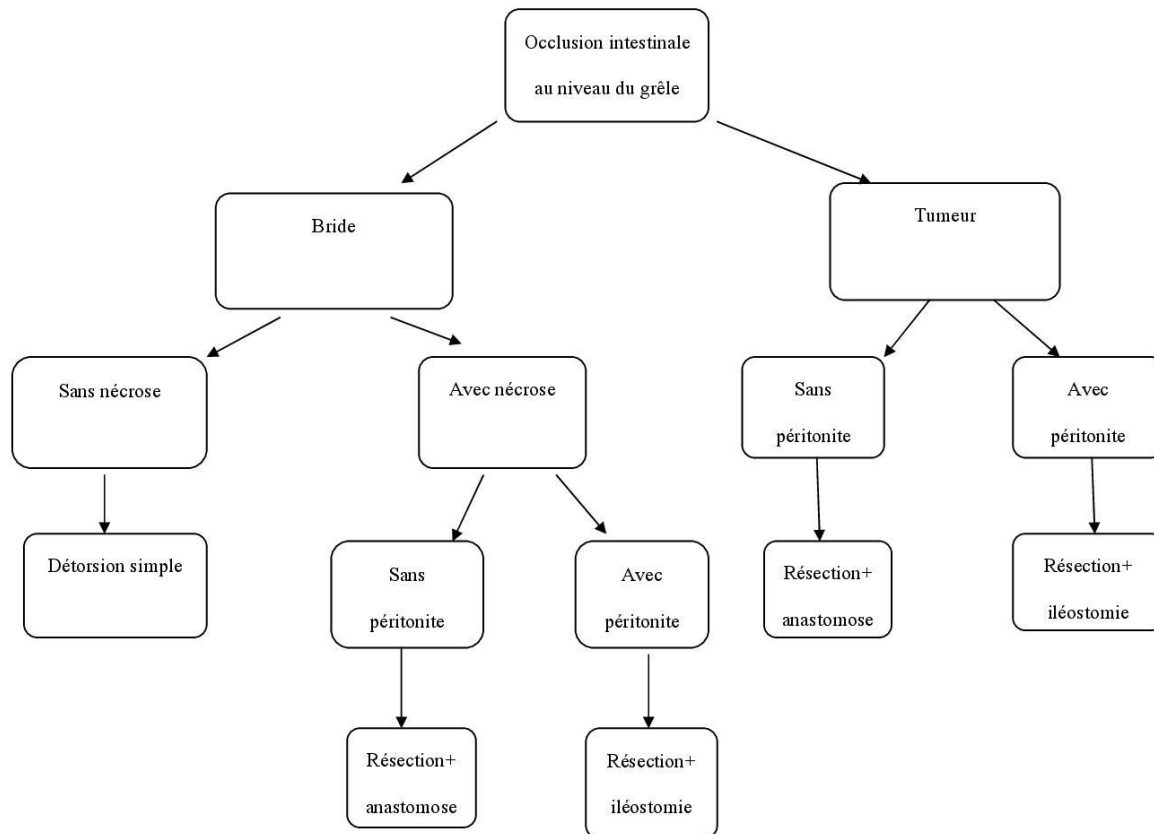 Occlusion intestinale
au niveau du grêle
Bride
Tumeur
Sans nécrose
Avec nécrose
Sans
péritonite
Avec
péritonite
Détorsion simple
Sans
péritonite
Avec
péritonite
Résection+
anastomose
Résection+
iléostomie
Résection+
anastomose
Résection+
iléostomie